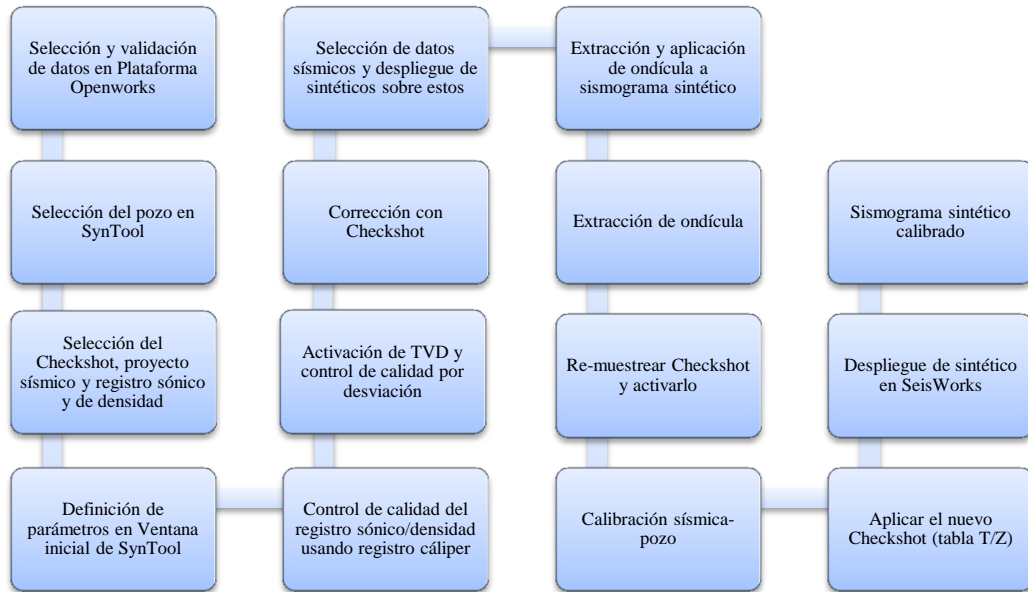 Selección y validación
de datos en Plataforma
Openworks
Selección del pozo en
SynTool
Selección del
Checkshot, proyecto
sísmico y registro sónico
y de densidad
Definición de
parámetros en Ventana
inicial de SynTool
Control de calidad del
registro sónico/densidad
usando registro cáliper
Activación de TVD y
control de calidad por
desviación
Corrección con
Checkshot
Selección de datos
sísmicos y despliegue de
sintéticos sobre estos
Extracción y aplicación
de ondícula a
sismograma sintético
Extracción de ondícula
Re-muestrear Checkshot
y activarlo
Calibración sísmica-
pozo
Aplicar el nuevo
Checkshot (tabla T/Z)
Despliegue de sintético
en SeisWorks
Sismograma sintético
calibrado